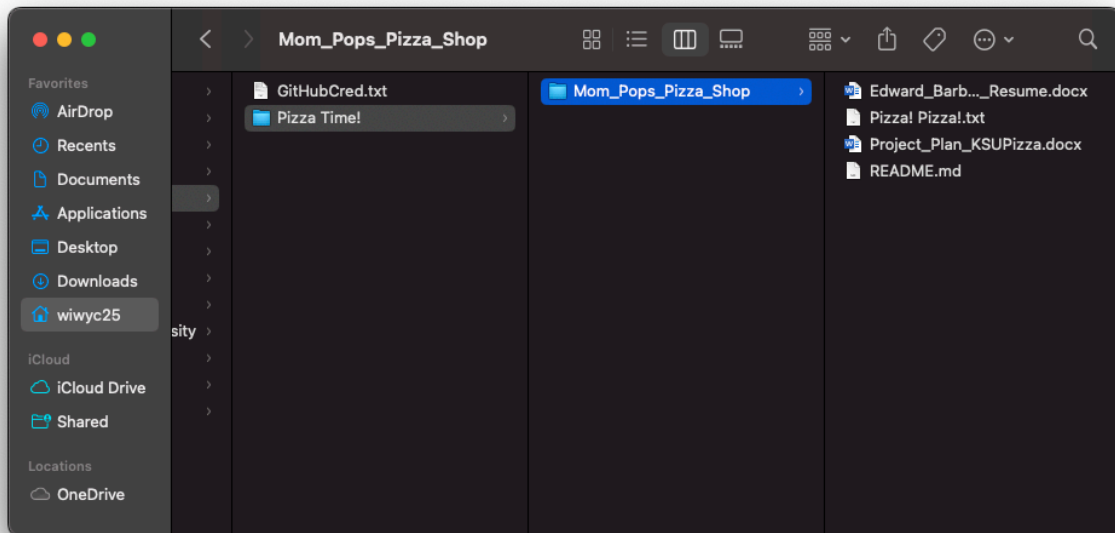 Mom_Pops_Pizza_Shop
Favorites
AirDrop
Recents
Documents
Applications
Desktop
Downloads
wiwyc25
iCloud
iCloud Drive
Shared
Locations
OneDrive
sity
GitHubCred.txt
Pizza Time!
Mom_Pops_Pizza_Shop
Edward_Barb..._Resume.docx
Pizza! Pizza!.txt
Project_Plan_KSUPizza.docx
README.md